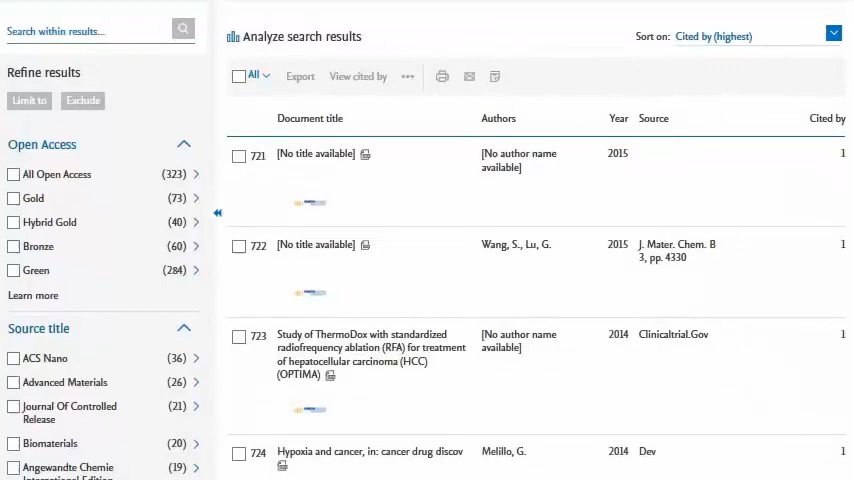 Search within results...
Analyze search results
Sort on: Cited by (highest)
Refine results
Limit to Exclude
All Export View cited by •••
Document title Authors Year Source Cited by
Open Access
All Open Access (323)
Gold (73)
Hybrid Gold (40)
Bronze (60)
Green (284)
Learn more
Source title
ACS Nano (36)
Advanced Materials (26)
Journal Of Controlled
Release (21)
Biomaterials (20)
Angewandte Chemie (19)
International Edition
721 [No title available] [No author name 2015 1
available]
722 [No title available] Wang, S., Lu, G. 2015 J. Mater. Chem. B 1
3, pp. 4330
723 Study of ThermoDox with standardized [No author name 2014 Clinicaltrial.Gov 1
radiofrequency ablation (RFA) for treatment available]
of hepatocellular carcinoma (HCC)
(OPTIMA)
724 Hypoxia and cancer, in: cancer drug discov Melillo, G. 2014 Dev 1